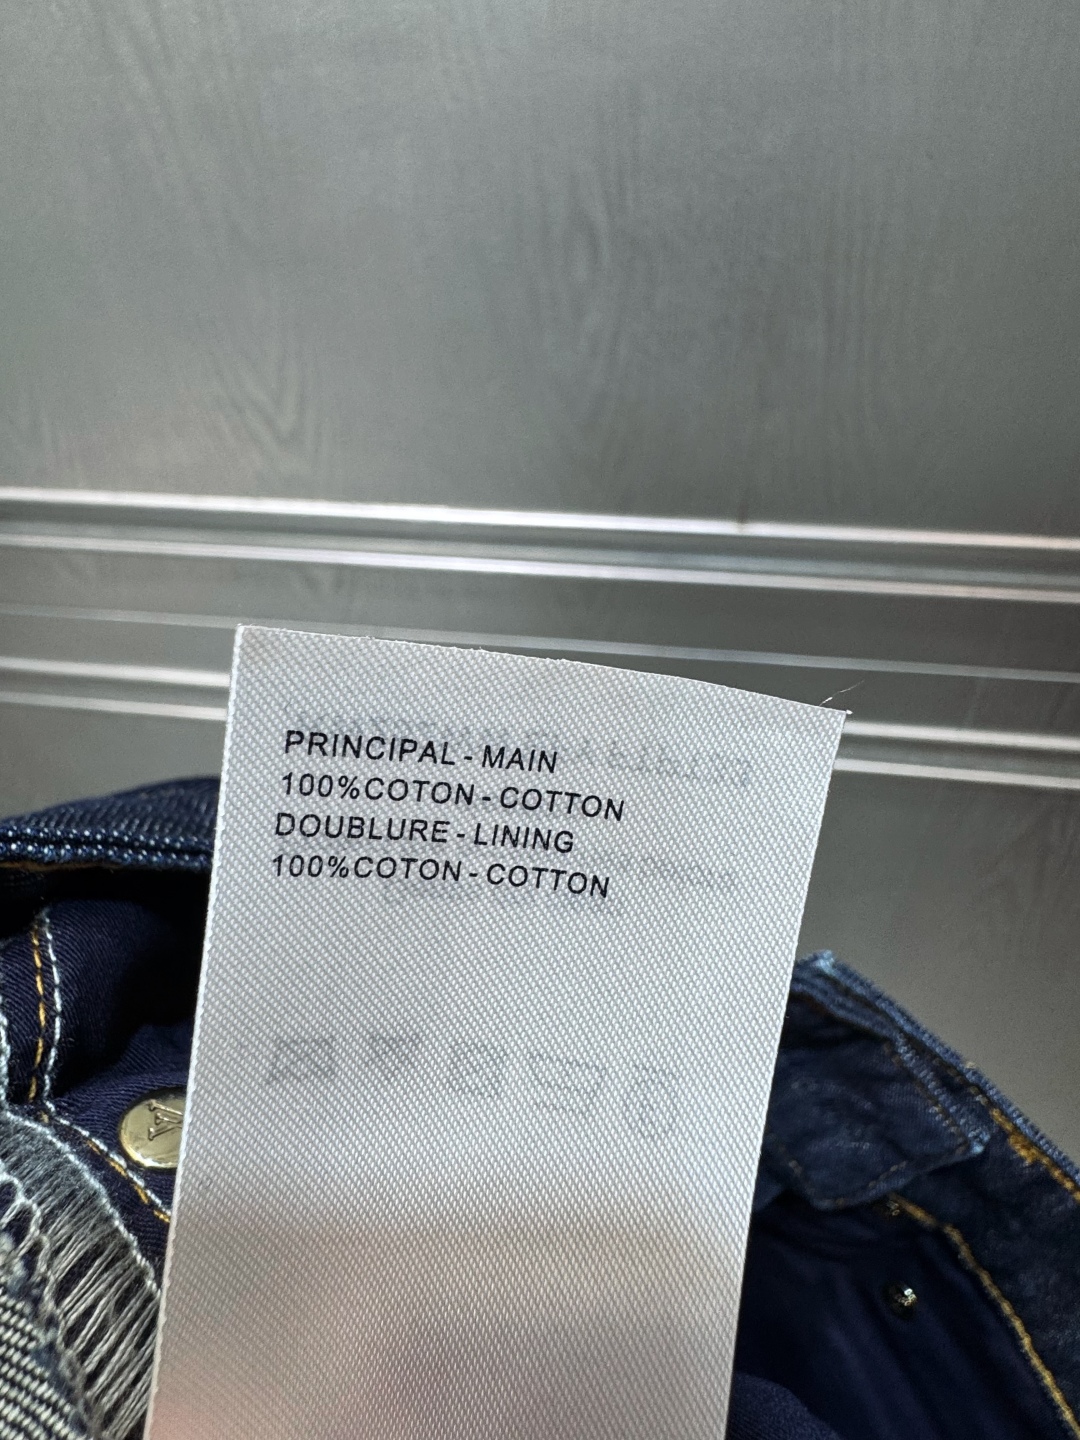 PRINCIPAL - MAIN
100%COTON - COTTON
DOUBLURE - LINING
100%COTON - COTTON